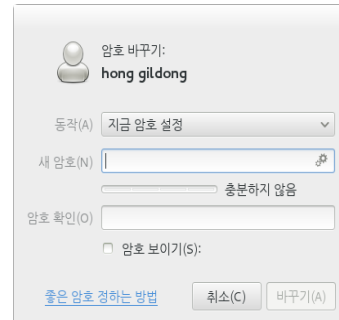 암호 바꾸기:
hong gildong
동작(A) 지금 암호 설정
새 암호(N)
충분하지 않음
암호 확인(O)
암호 보이기(S):
좋은 암호 정하는 방법 취소(C) 바꾸기(A)